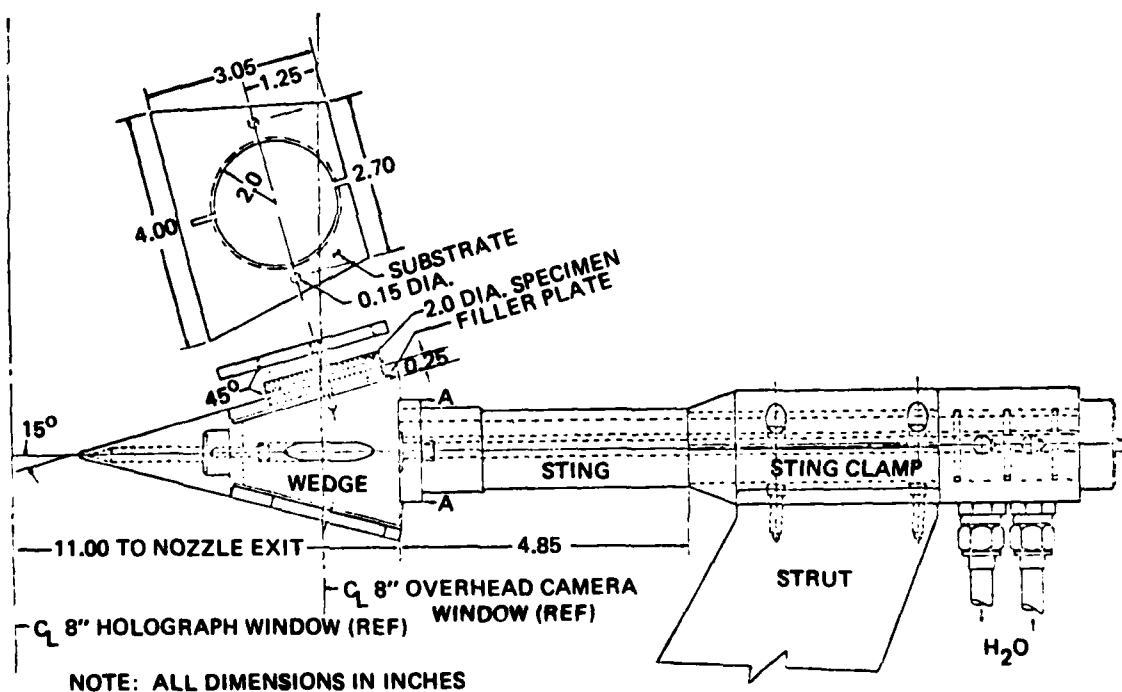 3.05
1.25
2.70
2.0
4.00
SUBSTRATE
0.15 DIA.
2.0 DIA. SPECIMEN
FILLER PLATE
0.25
45°
A
15°
WEDGE
STING
STING CLAMP
A
11.00 TO NOZZLE EXIT
4.85
STRUT
℄ 8" OVERHEAD CAMERA
WINDOW (REF)
℄ 8" HOLOGRAPH WINDOW (REF)
H₂O
NOTE: ALL DIMENSIONS IN INCHES